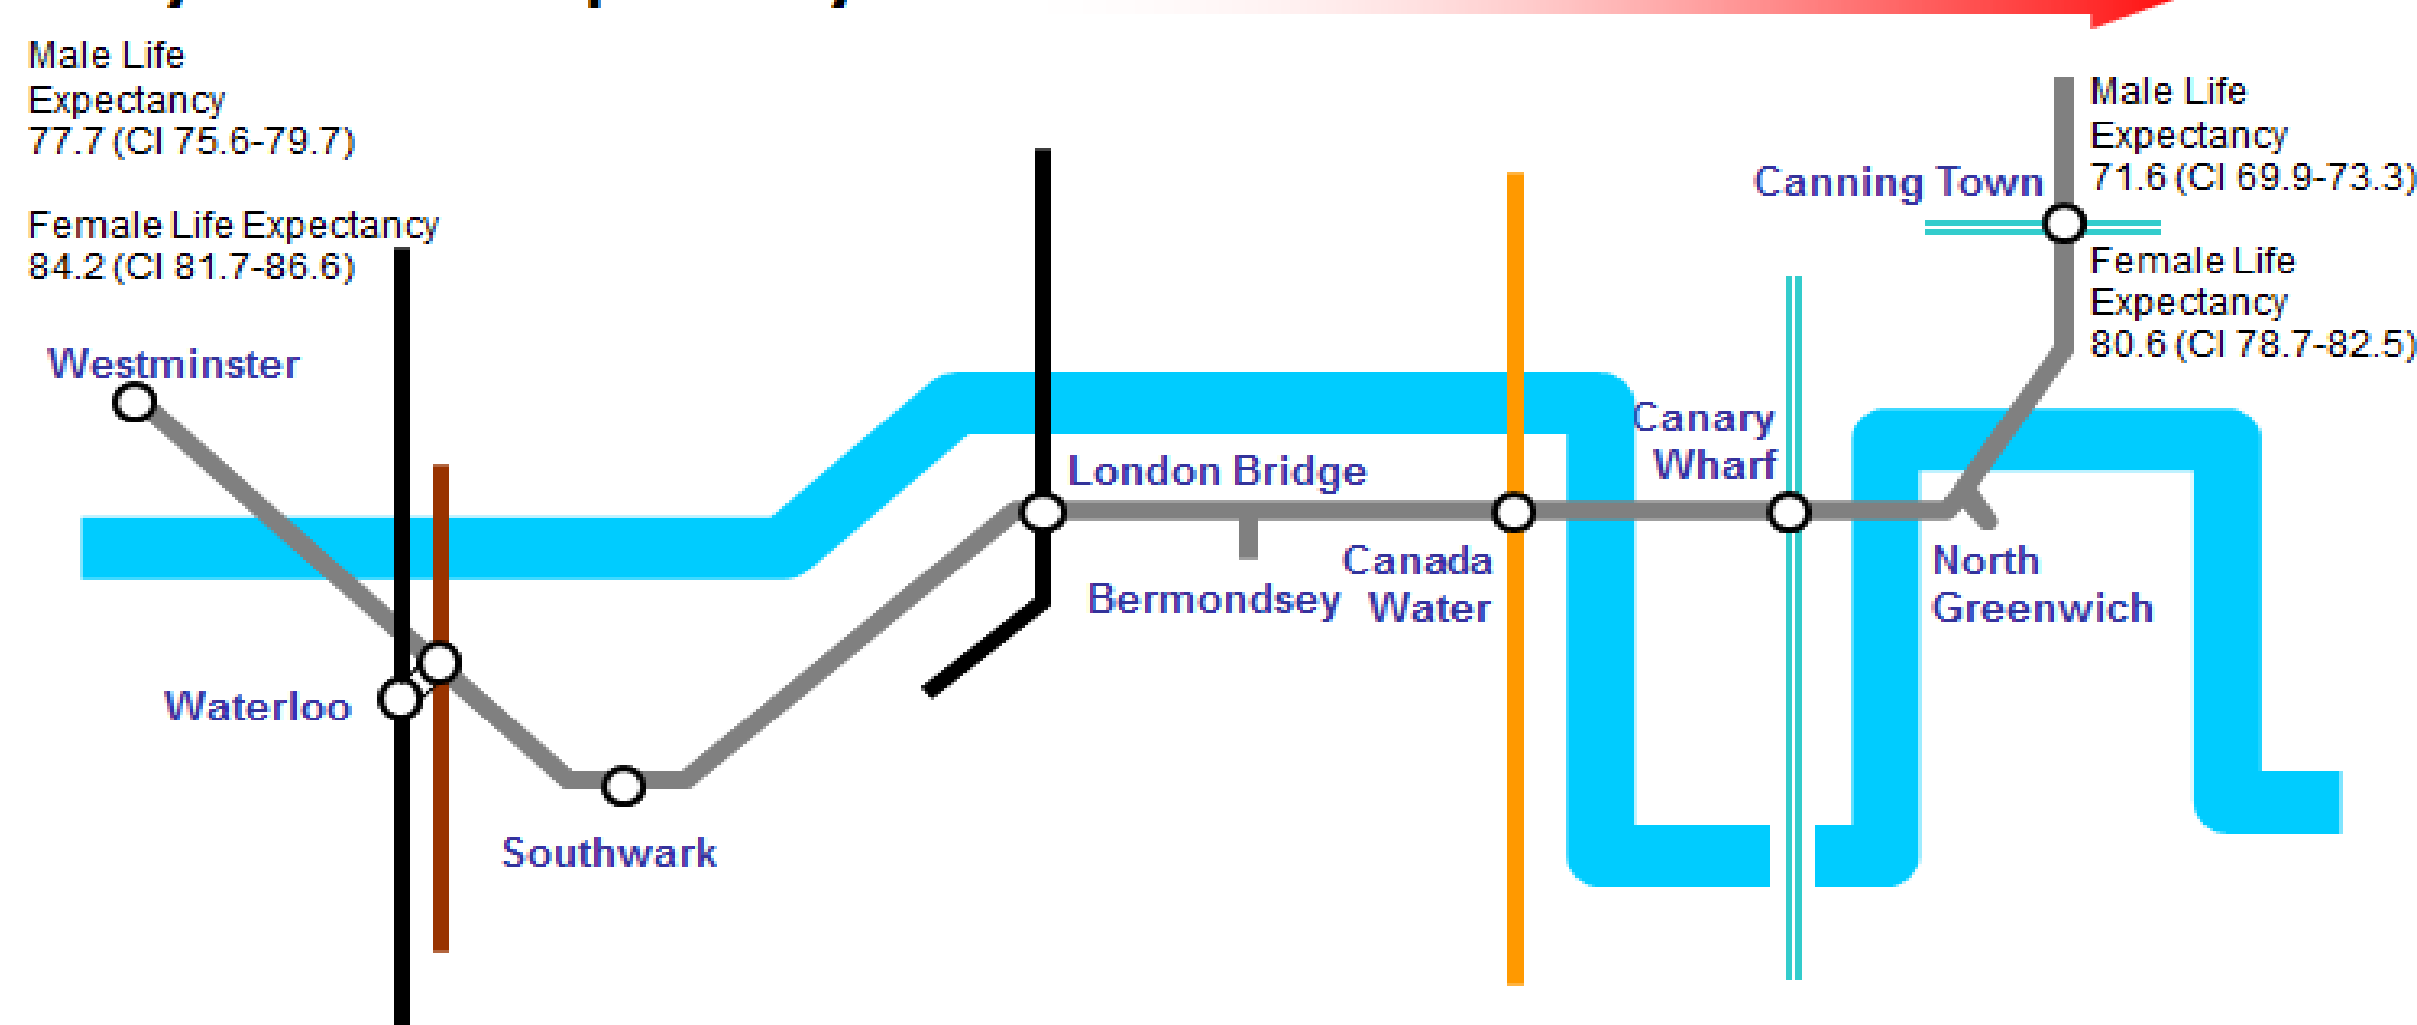 Male Life
Expectancy
77.7 (CI 75.6-79.7)
Female Life Expectancy
84.2 (CI 81.7-86.6)
Westminster
Waterloo
Southwark
London Bridge
Bermondsey
Canada
Water
Canary
Wharf
North
Greenwich
Canning Town
Male Life
Expectancy
71.6 (CI 69.9-73.3)
Female Life
Expectancy
80.6 (CI 78.7-82.5)